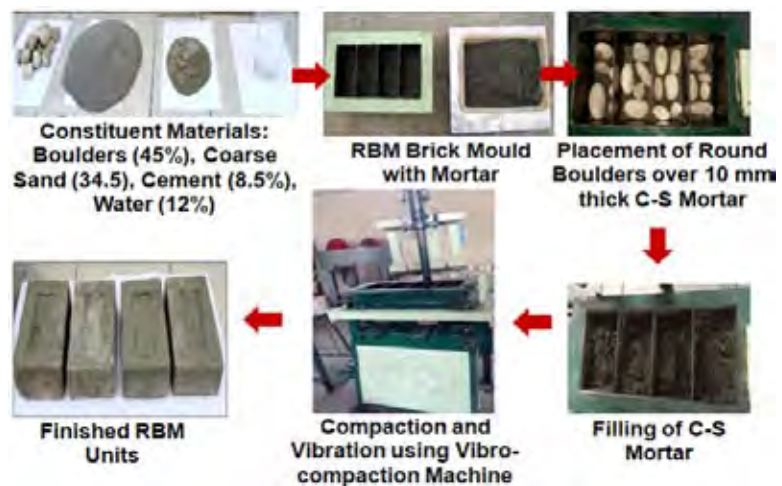 Constituent Materials:
Boulders (45%), Coarse
Sand (34.5), Cement (8.5%),
Water (12%)
RBM Brick Mould
with Mortar
Placement of Round
Boulders over 10 mm
thick C-S Mortar
Filling of C-S
Mortar
Compaction and
Vibration using Vibro-
compaction Machine
Finished RBM
Units